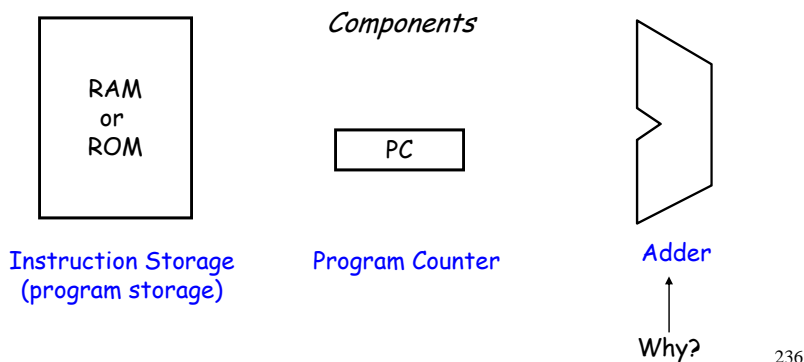 Components
RAM
or
ROM
PC
Instruction Storage
(program storage)
Program Counter
Adder
Why?
236